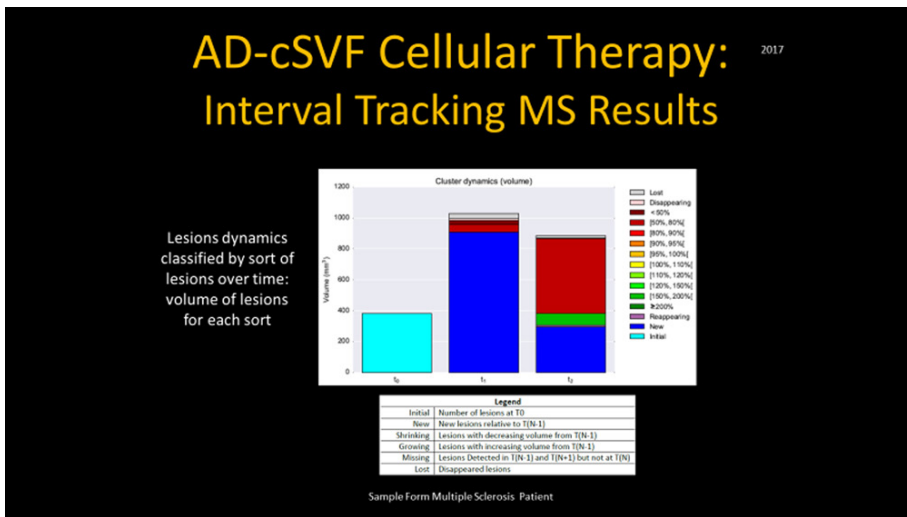 AD-cSVF Cellular Therapy:
2017
Interval Tracking MS Results
Lesions dynamics
classified by sort of
lesions over time:
volume of lesions
for each sort
Cluster dynamics (volume)
Volume (mm³)
1200
1000
800
600
400
200
0
t₀
t₁
t₂
Lost
Disappearing
<50%
[50%, 80%[
[80%, 90%[
[90%, 95%[
[95%, 100%[
[100%, 110%[
[110%, 120%[
[120%, 150%[
[150%, 200%[
≥200%
Reappearing
New
Initial
Legend
Initial Number of lesions at T0
New New lesions relative to T(N-1)
Shrinking Lesions with decreasing volume from T(N-1)
Growing Lesions with increasing volume from T(N-1)
Missing Lesions Detected in T(N-1) and T(N+1) but not at T(N)
Lost Disappeared lesions
Sample Form Multiple Sclerosis Patient